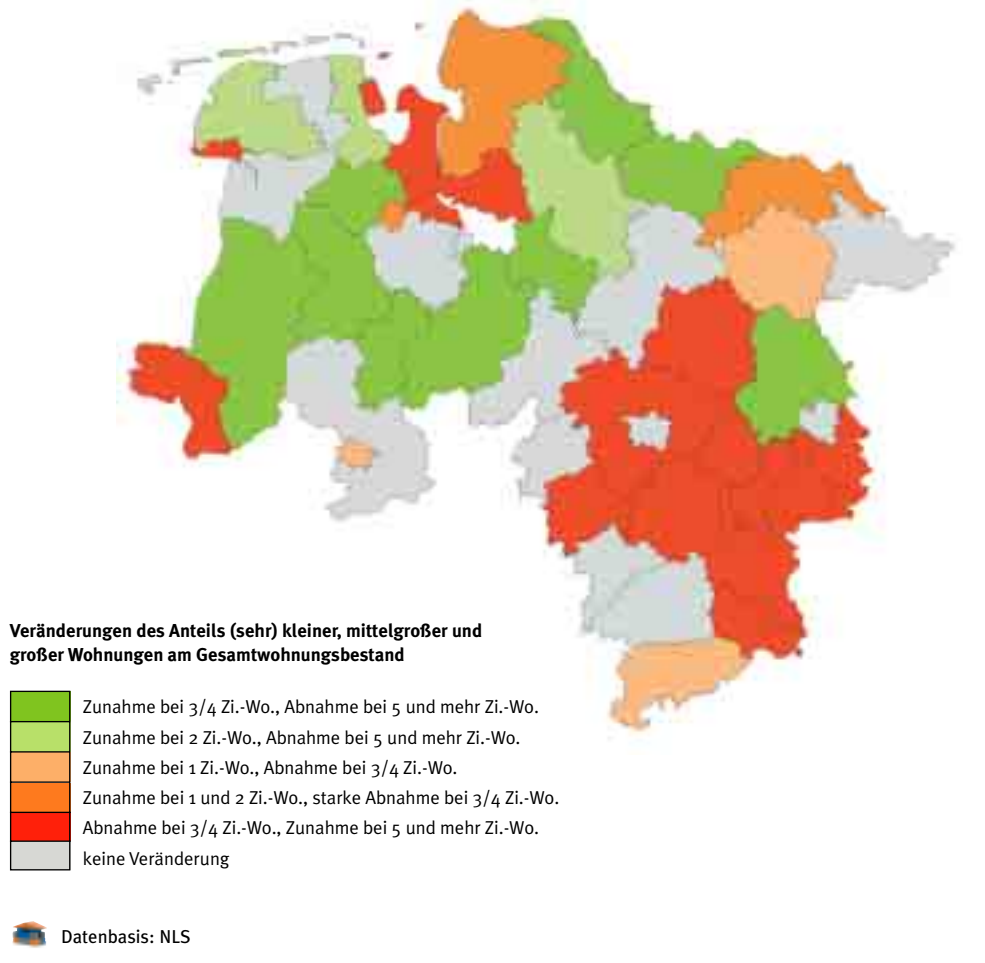 Veränderungen des Anteils (sehr) kleiner, mittelgroßer und
großer Wohnungen am Gesamtwohnungsbestand
Zunahme bei 3/4 Zi.-Wo., Abnahme bei 5 und mehr Zi.-Wo.
Zunahme bei 2 Zi.-Wo., Abnahme bei 5 und mehr Zi.-Wo.
Zunahme bei 1 Zi.-Wo., Abnahme bei 3/4 Zi.-Wo.
Zunahme bei 1 und 2 Zi.-Wo., starke Abnahme bei 3/4 Zi.-Wo.
Abnahme bei 3/4 Zi.-Wo., Zunahme bei 5 und mehr Zi.-Wo.
keine Veränderung
Datenbasis: NLS